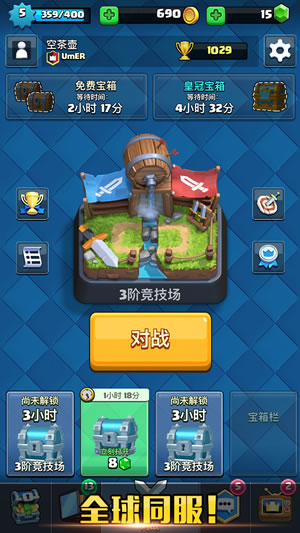 5 359/400 690 15
空茶壶 1029
UmER
免费宝箱 皇冠宝箱
等待时间: 等待时间:
2小时 17分 4小时 32分
3阶竞技场
对战
尚未解锁 1小时 18分 尚未解锁
3小时 立刻打开 3小时 宝箱栏
8
3阶竞技场 3阶竞技场
13 5 2
全球同服!